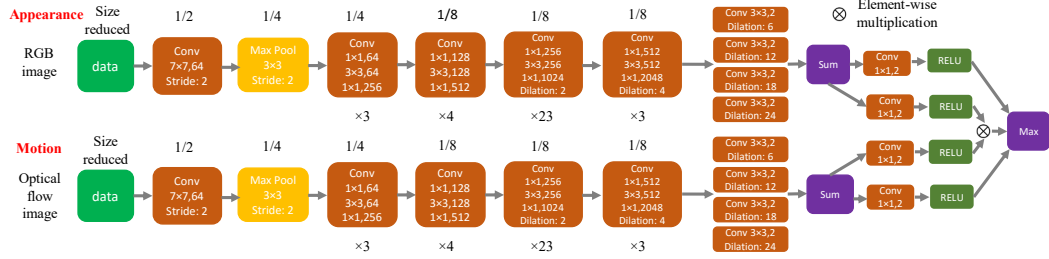 Appearance
Size
reduced
1/2
1/4
1/4
1/8
1/8
1/8
Element-wise
multiplication
RGB
image
data
Conv
7×7,64
Stride: 2
Max Pool
3×3
Stride: 2
Conv
1×1,64
3×3,64
1×1,256
Conv
1×1,128
3×3,128
1×1,512
Conv
1×1,256
3×3,256
1×1,1024
Dilation: 2
Conv
1×1,512
3×3,512
1×1,2048
Dilation: 4
Conv 3×3,2
Dilation: 6
Conv 3×3,2
Dilation: 12
Conv 3×3,2
Dilation: 18
Conv 3×3,2
Dilation: 24
Sum
Conv
1×1,2
RELU
Conv
1×1,2
RELU
×3
×4
×23
×3
Max
Motion
Size
reduced
1/2
1/4
1/4
1/8
1/8
1/8
Optical
flow
image
data
Conv
7×7,64
Stride: 2
Max Pool
3×3
Stride: 2
Conv
1×1,64
3×3,64
1×1,256
Conv
1×1,128
3×3,128
1×1,512
Conv
1×1,256
3×3,256
1×1,1024
Dilation: 2
Conv
1×1,512
3×3,512
1×1,2048
Dilation: 4
Conv 3×3,2
Dilation: 6
Conv 3×3,2
Dilation: 12
Conv 3×3,2
Dilation: 18
Conv 3×3,2
Dilation: 24
Sum
Conv
1×1,2
RELU
Conv
1×1,2
RELU
×3
×4
×23
×3